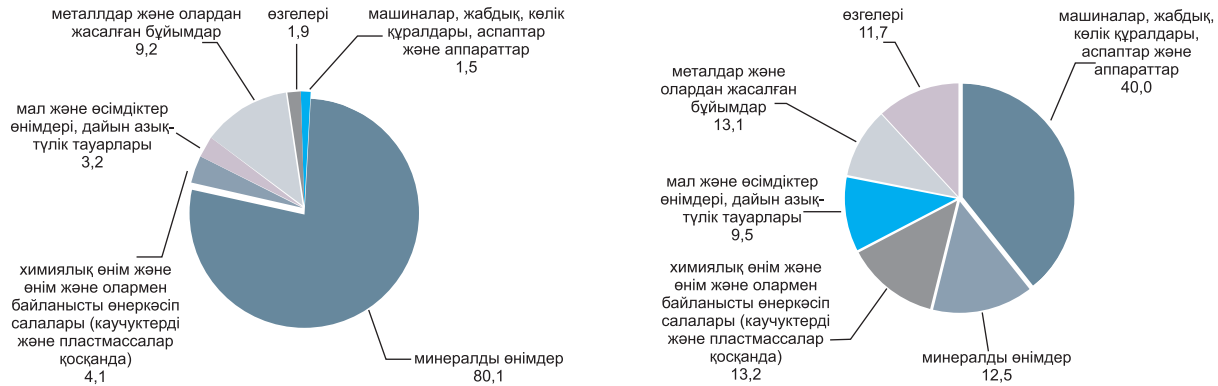 металлдар және олардан
жасалған бұйымдар
9,2
өзгелері
1,9
машиналар, жабдық, көлік
құралдары, аспаптар
және аппараттар
1,5
мал және өсімдіктер
өнімдері, дайын азық-
түлік тауарлары
3,2
химиялық өнім және
өнім және олармен
байланысты өнеркәсіп
салалары (каучуктерді
және пластмассалар
қосқанда)
4,1
минералды өнімдер
80,1
өзгелері
11,7
машиналар, жабдық,
көлік құралдары,
аспаптар және
аппараттар
40,0
металдар және
олардан жасалған
бұйымдар
13,1
мал және өсімдіктер
өнімдері, дайын азық-
түлік тауарлары
9,5
химиялық өнім және
өнім және олармен
байланысты өнеркәсіп
салалары (каучуктерді
және пластмассалар
қосқанда)
13,2
минералды өнімдер
12,5